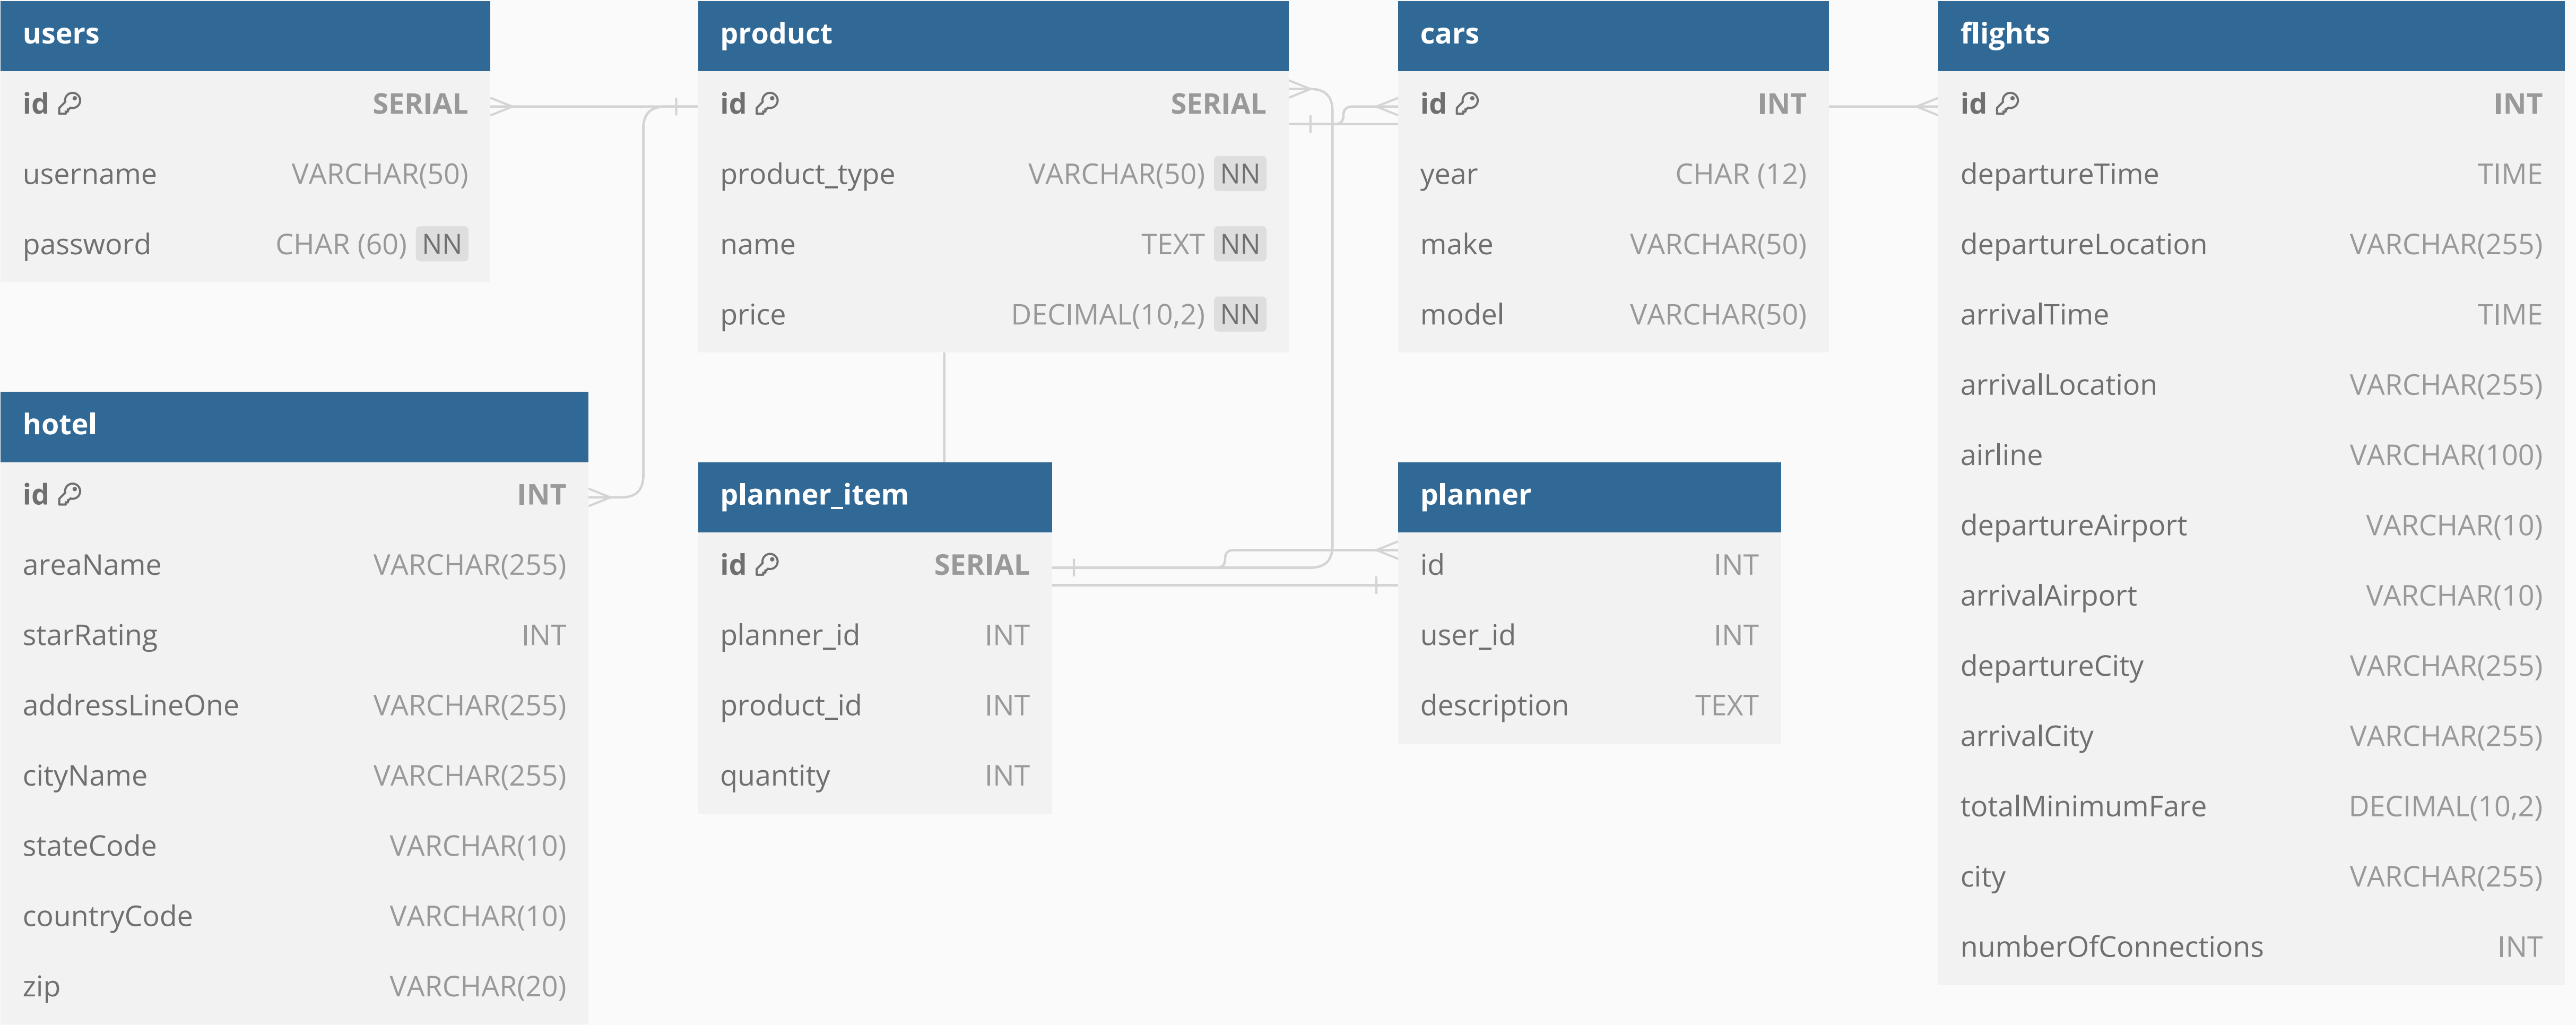 users
id SERIAL
username VARCHAR(50)
password CHAR (60) NN
product
id SERIAL
product_type VARCHAR(50) NN
name TEXT NN
price DECIMAL(10,2) NN
cars
id INT
year CHAR (12)
make VARCHAR(50)
model VARCHAR(50)
flights
id INT
departureTime TIME
departureLocation VARCHAR(255)
arrivalTime TIME
arrivalLocation VARCHAR(255)
airline VARCHAR(100)
departureAirport VARCHAR(10)
arrivalAirport VARCHAR(10)
departureCity VARCHAR(255)
arrivalCity VARCHAR(255)
totalMinimumFare DECIMAL(10,2)
city VARCHAR(255)
numberOfConnections INT
hotel
id INT
areaName VARCHAR(255)
starRating INT
addressLineOne VARCHAR(255)
cityName VARCHAR(255)
stateCode VARCHAR(10)
countryCode VARCHAR(10)
zip VARCHAR(20)
planner_item
id SERIAL
planner_id INT
product_id INT
quantity INT
planner
id INT
user_id INT
description TEXT